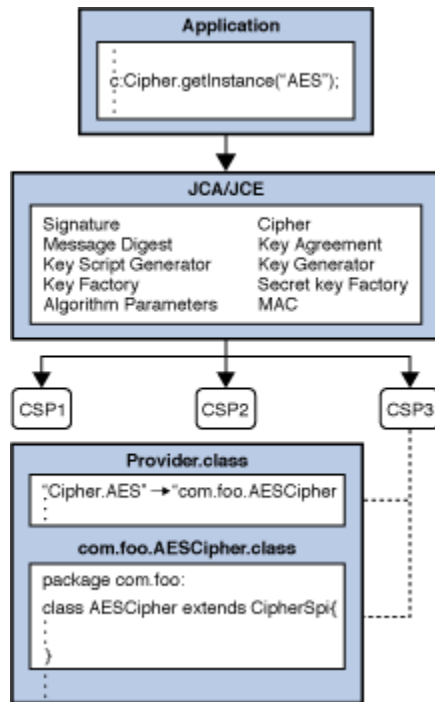 Application
c:Cipher.getInstance("AES");
JCA/JCE
Signature
Message Digest
Key Script Generator
Key Factory
Algorithm Parameters
Cipher
Key Agreement
Key Generator
Secret key Factory
MAC
CSP1
CSP2
CSP3
Provider.class
"Cipher.AES" → "com.foo.AESCipher
com.foo.AESCipher.class
package com.foo:
class AESCipher extends CipherSpi{
}